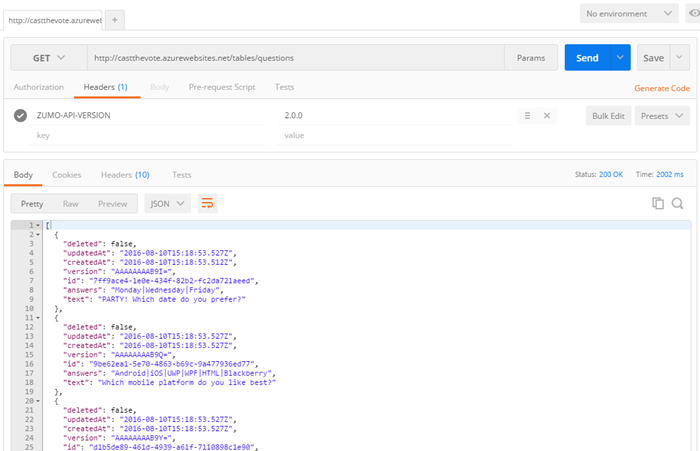 http://castthevote.azurewebs
+
No environment
GET http://castthevote.azurewebsites.net/tables/questions Params Send Save
Authorization Headers (1) Body Pre-request Script Tests Generate Code
ZUMO-API-VERSION 2.0.0 Bulk Edit Presets
key value
Body Cookies Headers (10) Tests Status: 200 OK Time: 2002 ms
Pretty Raw Preview JSON
1 [
2 {
3 "deleted": false,
4 "updatedAt": "2016-08-10T15:18:53.527Z",
5 "createdAt": "2016-08-10T15:18:53.512Z",
6 "version": "AAAAAAAAB9I=",
7 "id": "7ff9ace4-1e0e-434f-82b2-fc2da721aeed",
8 "answers": "Monday|Wednesday|Friday",
9 "text": "PARTY! Which date do you prefer?"
10 },
11 {
12 "deleted": false,
13 "updatedAt": "2016-08-10T15:18:53.527Z",
14 "createdAt": "2016-08-10T15:18:53.527Z",
15 "version": "AAAAAAAAB9Q=",
16 "id": "9be62ea1-5e70-4863-b69c-9a477936ed77",
17 "answers": "Android|iOS|UWP|WPF|HTML|Blackberry",
18 "text": "Which mobile platform do you like best?"
19 },
20 {
21 "deleted": false,
22 "updatedAt": "2016-08-10T15:18:53.527Z",
23 "createdAt": "2016-08-10T15:18:53.527Z",
24 "version": "AAAAAAAAB9Y=",
25 "id": "d1b5de89-461d-4939-a61f-7110898c1e90",